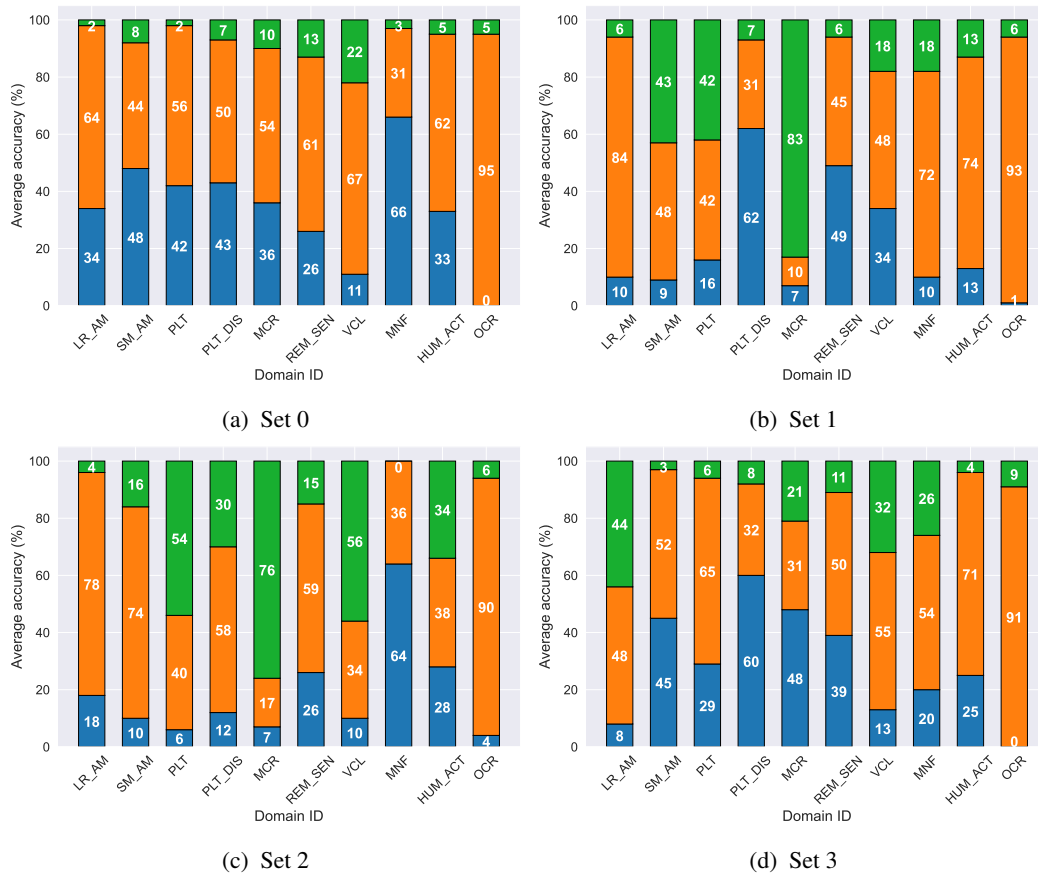 Average accuracy (%)
100
80
60
40
20
0
2 8 2 7 10 13 22 3 5 5
64 44 56 50 54 61 67 31 62 95
34 48 42 43 36 26 11 66 33 0
LR_AM SM_AM PLT PLT_DIS MCR REM_SEN VCL MNF HUM_ACT OCR
Domain ID
(a) Set 0
Average accuracy (%)
100
80
60
40
20
0
6 43 42 7 83 6 18 18 13 6
84 48 42 31 10 45 48 72 74 93
10 9 16 62 7 49 34 10 13 1
LR_AM SM_AM PLT PLT_DIS MCR REM_SEN VCL MNF HUM_ACT OCR
Domain ID
(b) Set 1
Average accuracy (%)
100
80
60
40
20
0
4 16 54 30 76 15 56 0 34 6
78 74 40 58 17 59 34 36 38 90
18 10 6 12 7 26 10 64 28 4
LR_AM SM_AM PLT PLT_DIS MCR REM_SEN VCL MNF HUM_ACT OCR
Domain ID
(c) Set 2
Average accuracy (%)
100
80
60
40
20
0
44 3 6 8 21 11 32 26 4 9
48 52 65 32 31 50 55 54 71 91
8 45 29 60 48 39 13 20 25 0
LR_AM SM_AM PLT PLT_DIS MCR REM_SEN VCL MNF HUM_ACT OCR
Domain ID
(d) Set 3